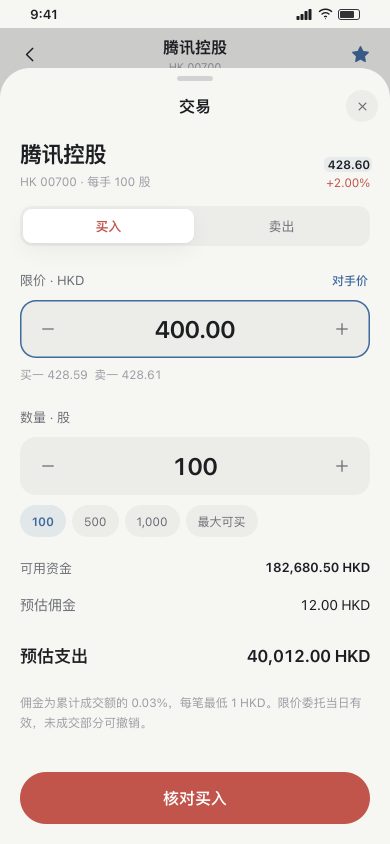 9:41
腾讯控股
HK 00700
交易
腾讯控股
428.60
HK 00700 · 每手 100 股
+2.00%
买入
卖出
限价 · HKD
对手价
400.00
买一 428.59 卖一 428.61
数量 · 股
100
100
500
1,000
最大可买
可用资金
182,680.50 HKD
预估佣金
12.00 HKD
预估支出
40,012.00 HKD
佣金为累计成交额的 0.03%，每笔最低 1 HKD。限价委托当日有
效，未成交部分可撤销。
核对买入